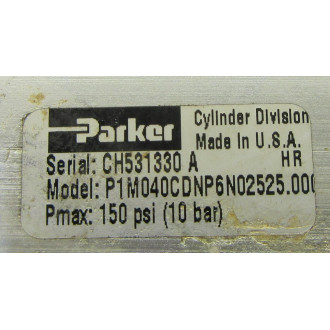 Parker
Cylinder Division
Made in U.S.A.
HR
Serial: CH531330 A
Model: P1M040CDNP6N02525.000
Pmax: 150 psi (10 bar)